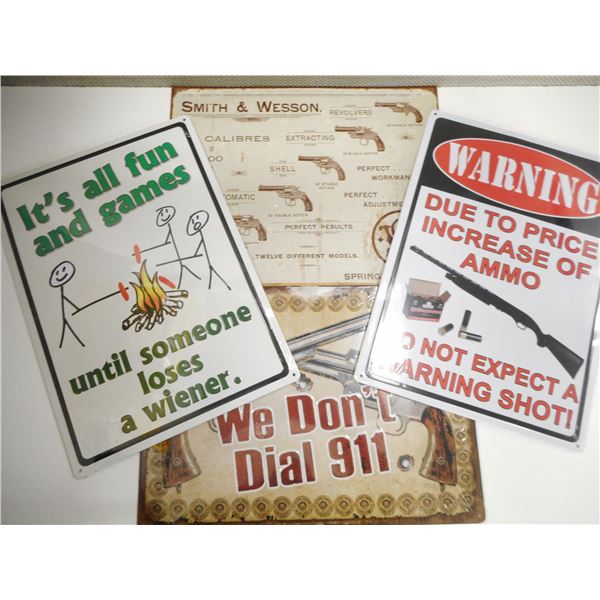 It's all fun
and games
until someone
loses
a wiener.
SMITH & WESSON.
REVOLVERS
CALIBRES
EXTRACTING
SHELL
PERFECT
WORKMAN
PERFECT
ADJUSTME
PERFECT RESULTS
TWELVE DIFFERENT MODELS.
SPRING
WARNING
DUE TO PRICE
INCREASE OF
AMMO
O NOT EXPECT A
ARNING SHOT!
We Don't
Dial 911